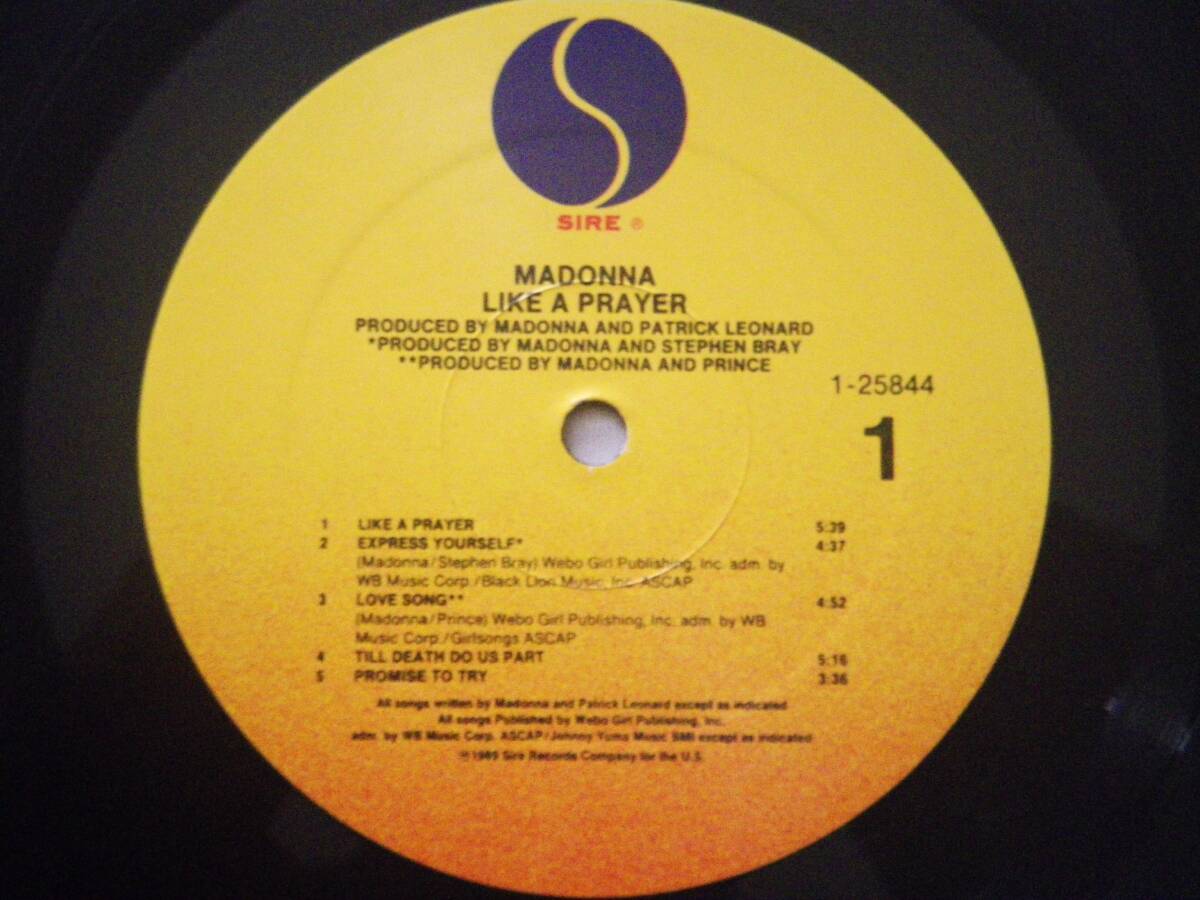 SIRE ®
MADONNA
LIKE A PRAYER
PRODUCED BY MADONNA AND PATRICK LEONARD
*PRODUCED BY MADONNA AND STEPHEN BRAY
**PRODUCED BY MADONNA AND PRINCE
1-25844
1
1 LIKE A PRAYER 5:39
2 EXPRESS YOURSELF* 4:37
(Madonna/Stephen Bray) Webo Girl Publishing, Inc. adm. by
WB Music Corp./Black Lion Music, Inc. ASCAP
3 LOVE SONG** 4:52
(Madonna/Prince) Webo Girl Publishing, Inc. adm. by WB
Music Corp./Girlsongs ASCAP
4 TILL DEATH DO US PART 5:16
5 PROMISE TO TRY 3:36
All songs written by Madonna and Patrick Leonard except as indicated
All songs Published by Webo Girl Publishing, Inc.
adm. by WB Music Corp. ASCAP/Johnny Yuma Music BMI except as indicated
℗1989 Sire Records Company for the U.S.